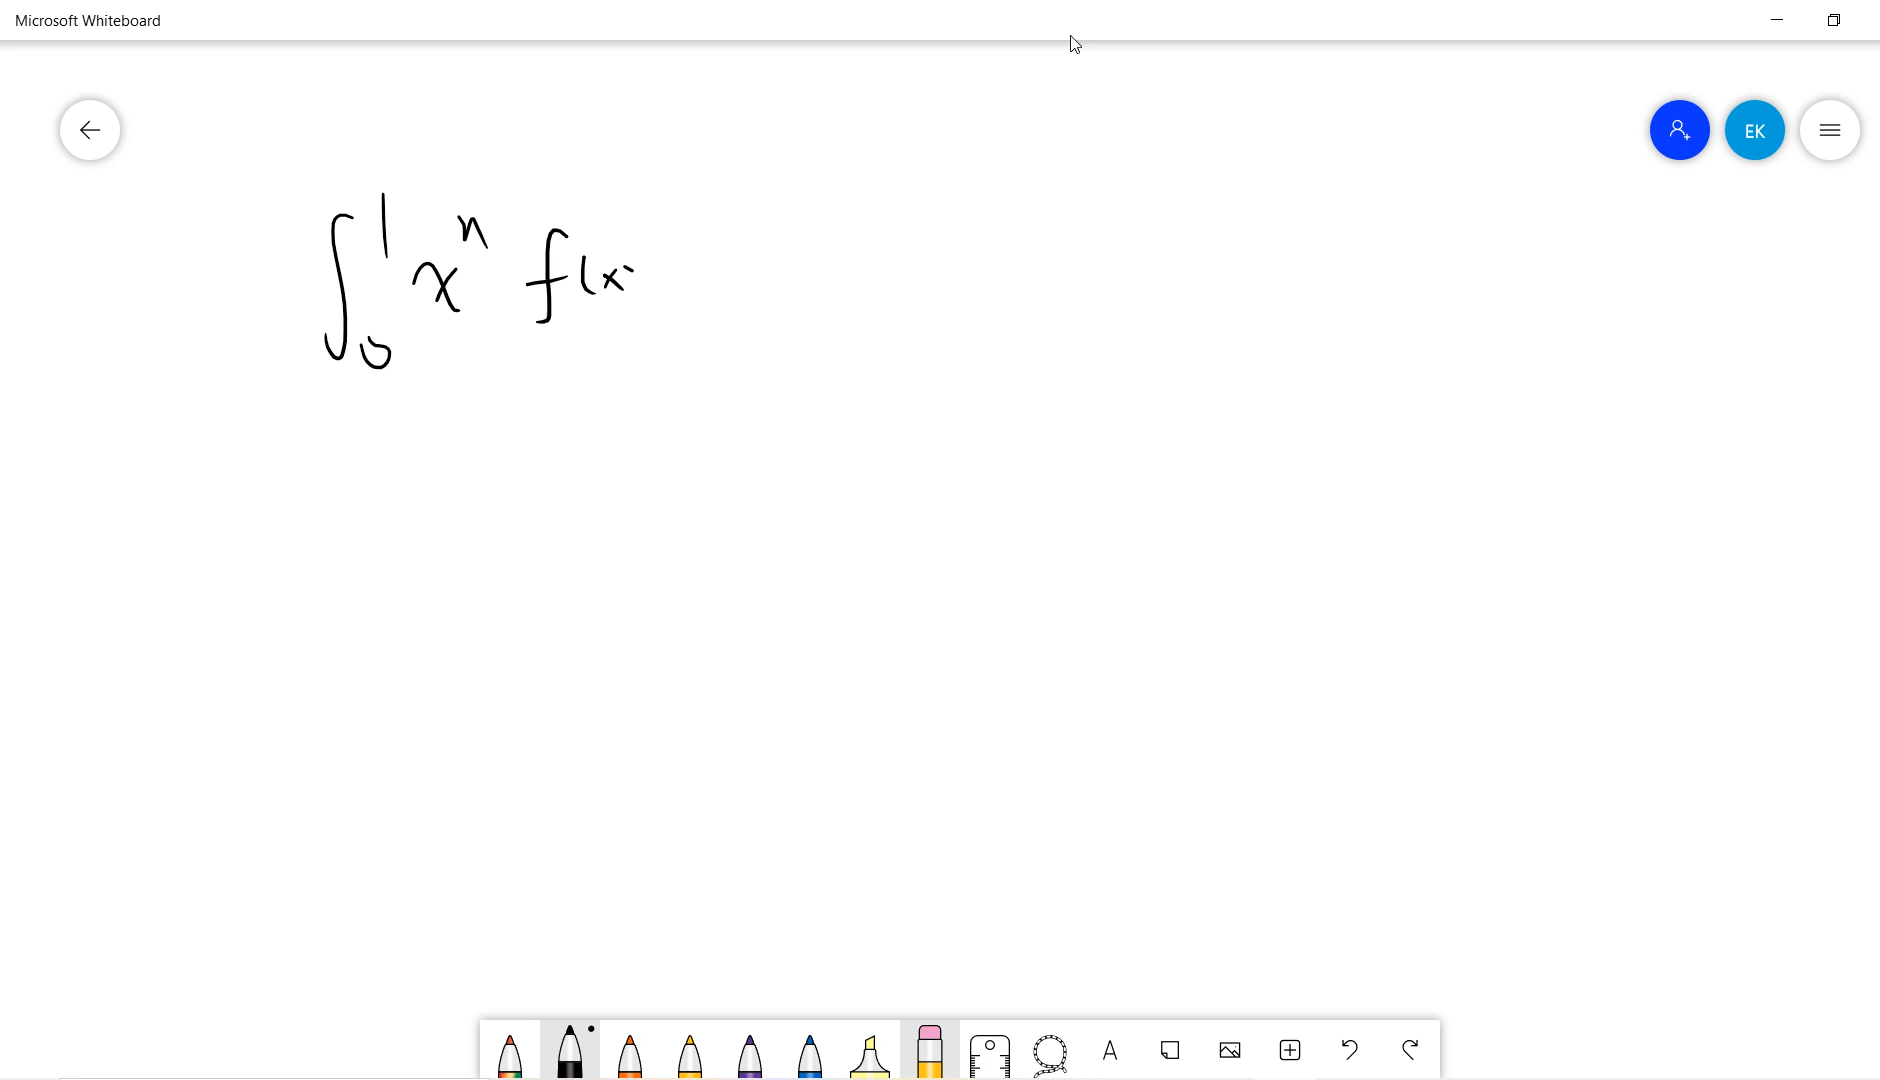 Microsoft Whiteboard
EK
∫₀¹ xⁿ f(x
A